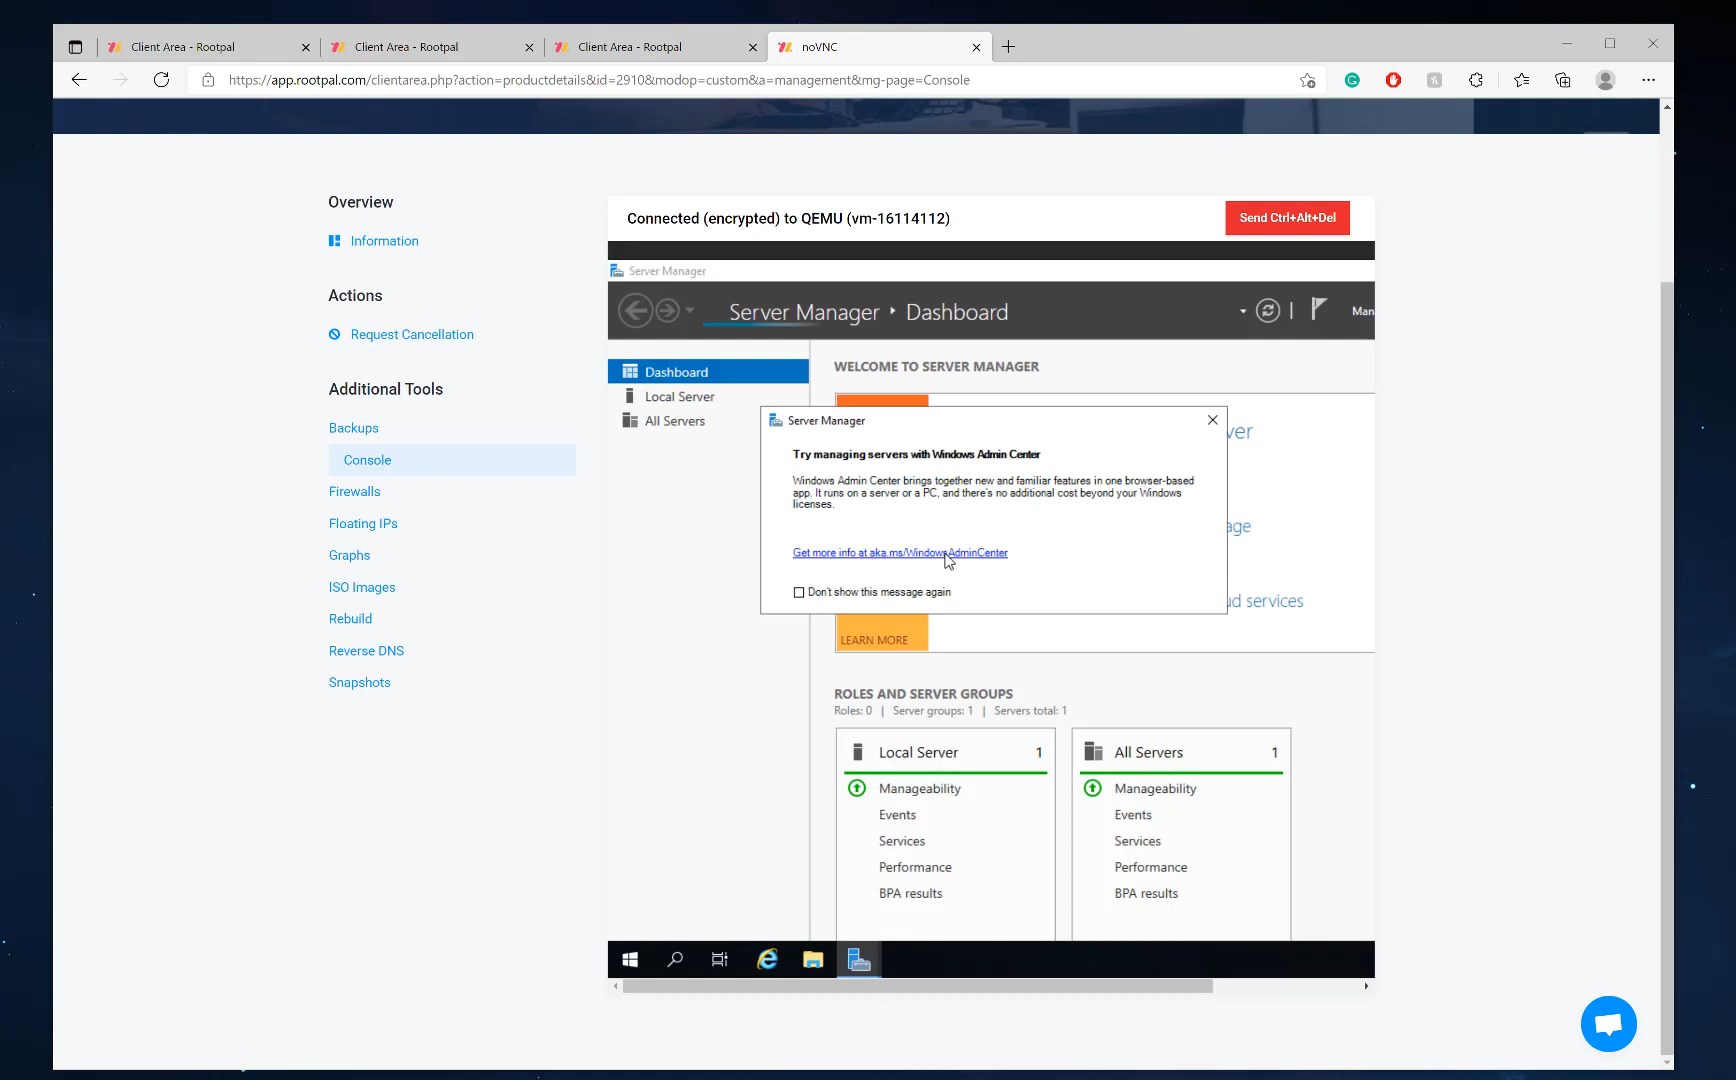 Client Area - Rootpal
Client Area - Rootpal
Client Area - Rootpal
noVNC
https://app.rootpal.com/clientarea.php?action=productdetails&id=2910&modop=custom&a=management&mg-page=Console
Overview
Information
Actions
Request Cancellation
Additional Tools
Backups
Console
Firewalls
Floating IPs
Graphs
ISO Images
Rebuild
Reverse DNS
Snapshots
Connected (encrypted) to QEMU (vm-16114112)
Send Ctrl+Alt+Del
Server Manager
Server Manager • Dashboard
Man
Dashboard
Local Server
All Servers
WELCOME TO SERVER MANAGER
Server Manager
Try managing servers with Windows Admin Center
Windows Admin Center brings together new and familiar features in one browser-based
app. It runs on a server or a PC, and there's no additional cost beyond your Windows
licenses.
Get more info at aka.ms/WindowsAdminCenter
Don't show this message again
ver
age
ud services
LEARN MORE
ROLES AND SERVER GROUPS
Roles: 0 | Server groups: 1 | Servers total: 1
Local Server 1
Manageability
Events
Services
Performance
BPA results
All Servers 1
Manageability
Events
Services
Performance
BPA results